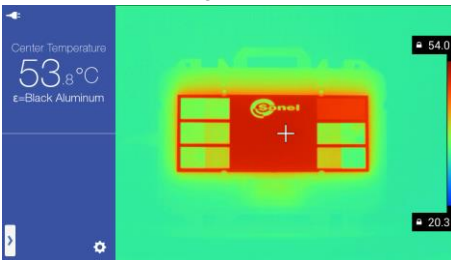 Center Temperature
53.8°C
ε=Black Aluminum
Sonel
54.0
20.3